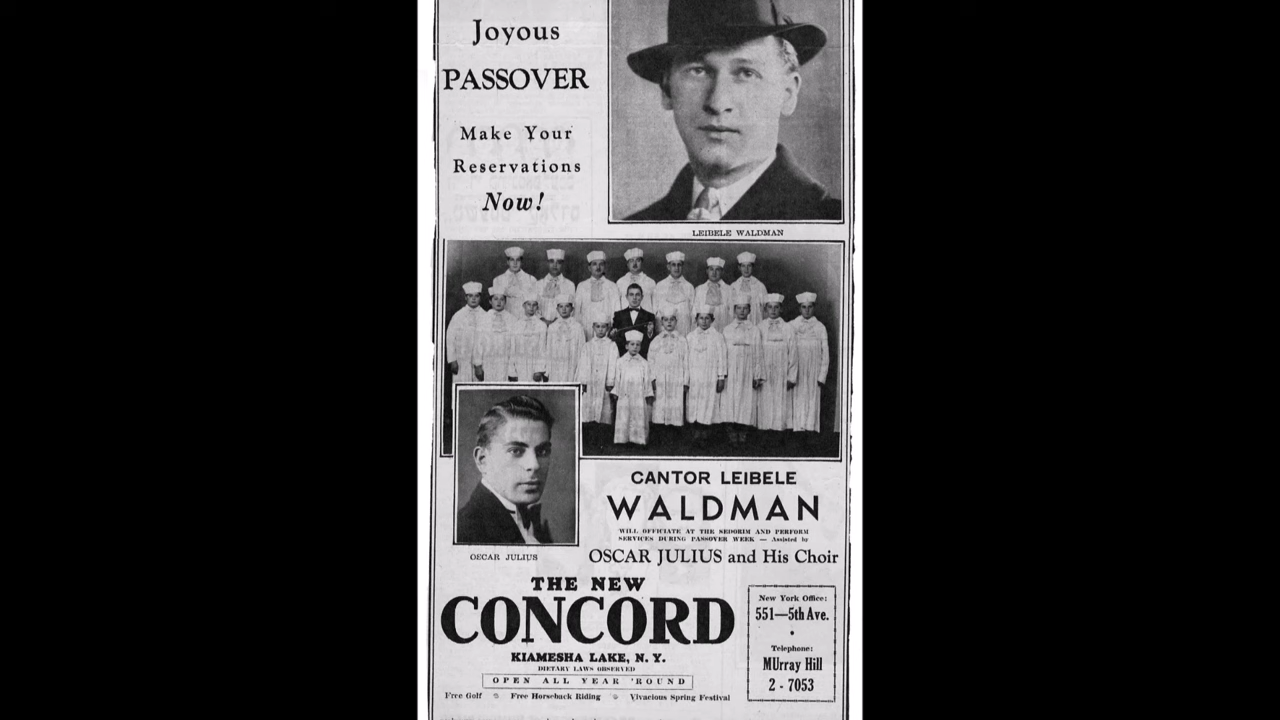 Joyous
PASSOVER
Make Your
Reservations
Now!
LEIBELE WALDMAN
OSCAR JULIUS
CANTOR LEIBELE
WALDMAN
WILL OFFICIATE AT THE SEDORIM AND PERFORM
SERVICES DURING PASSOVER WEEK — Assisted by
OSCAR JULIUS and His Choir
THE NEW
CONCORD
KIAMESHA LAKE, N. Y.
DIETARY LAWS OBSERVED
OPEN ALL YEAR 'ROUND
Free Golf Free Horseback Riding Vivacious Spring Festival
New York Office:
551—5th Ave.
•
Telephone:
MUrray Hill
2 - 7053